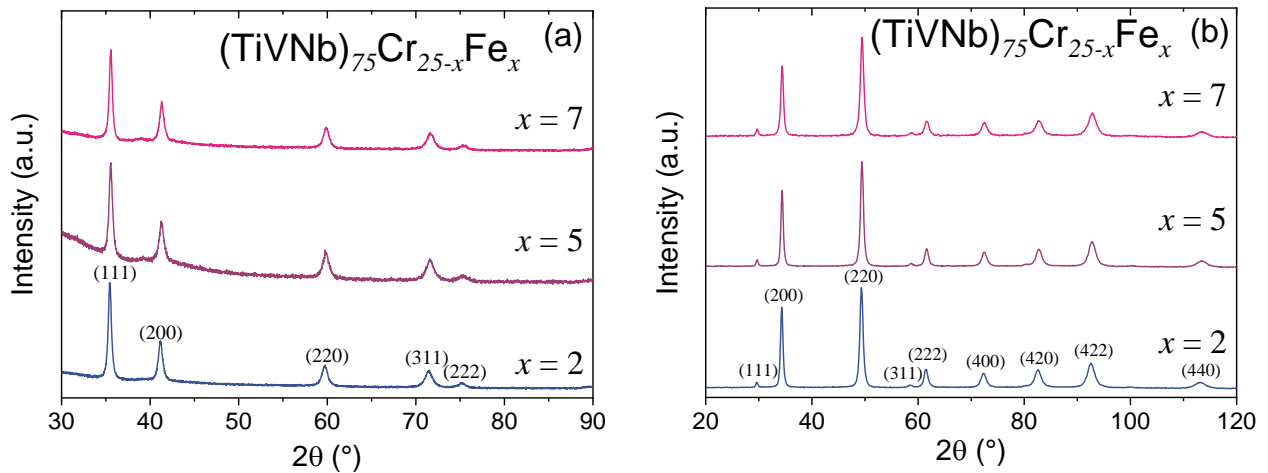 (TiVNb)75Cr25-xFex (a)
x = 7
x = 5
x = 2
(111)
(200)
(220)
(311)
(222)
Intensity (a.u.)
30 40 50 60 70 80 90
2θ (°)
(TiVNb)75Cr25-xFex (b)
x = 7
x = 5
x = 2
(111)
(200)
(220)
(311)
(222)
(400)
(420)
(422)
(440)
Intensity (a.u.)
20 40 60 80 100 120
2θ (°)